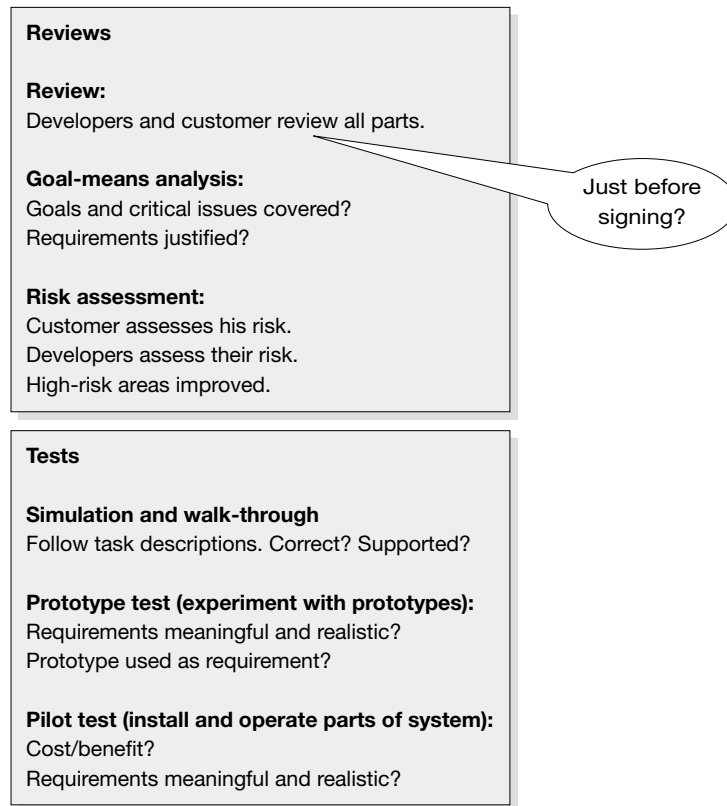 Reviews
Review:
Developers and customer review all parts.
Just before
signing?
Goal-means analysis:
Goals and critical issues covered?
Requirements justified?
Risk assessment:
Customer assesses his risk.
Developers assess their risk.
High-risk areas improved.
Tests
Simulation and walk-through
Follow task descriptions. Correct? Supported?
Prototype test (experiment with prototypes):
Requirements meaningful and realistic?
Prototype used as requirement?
Pilot test (install and operate parts of system):
Cost/benefit?
Requirements meaningful and realistic?